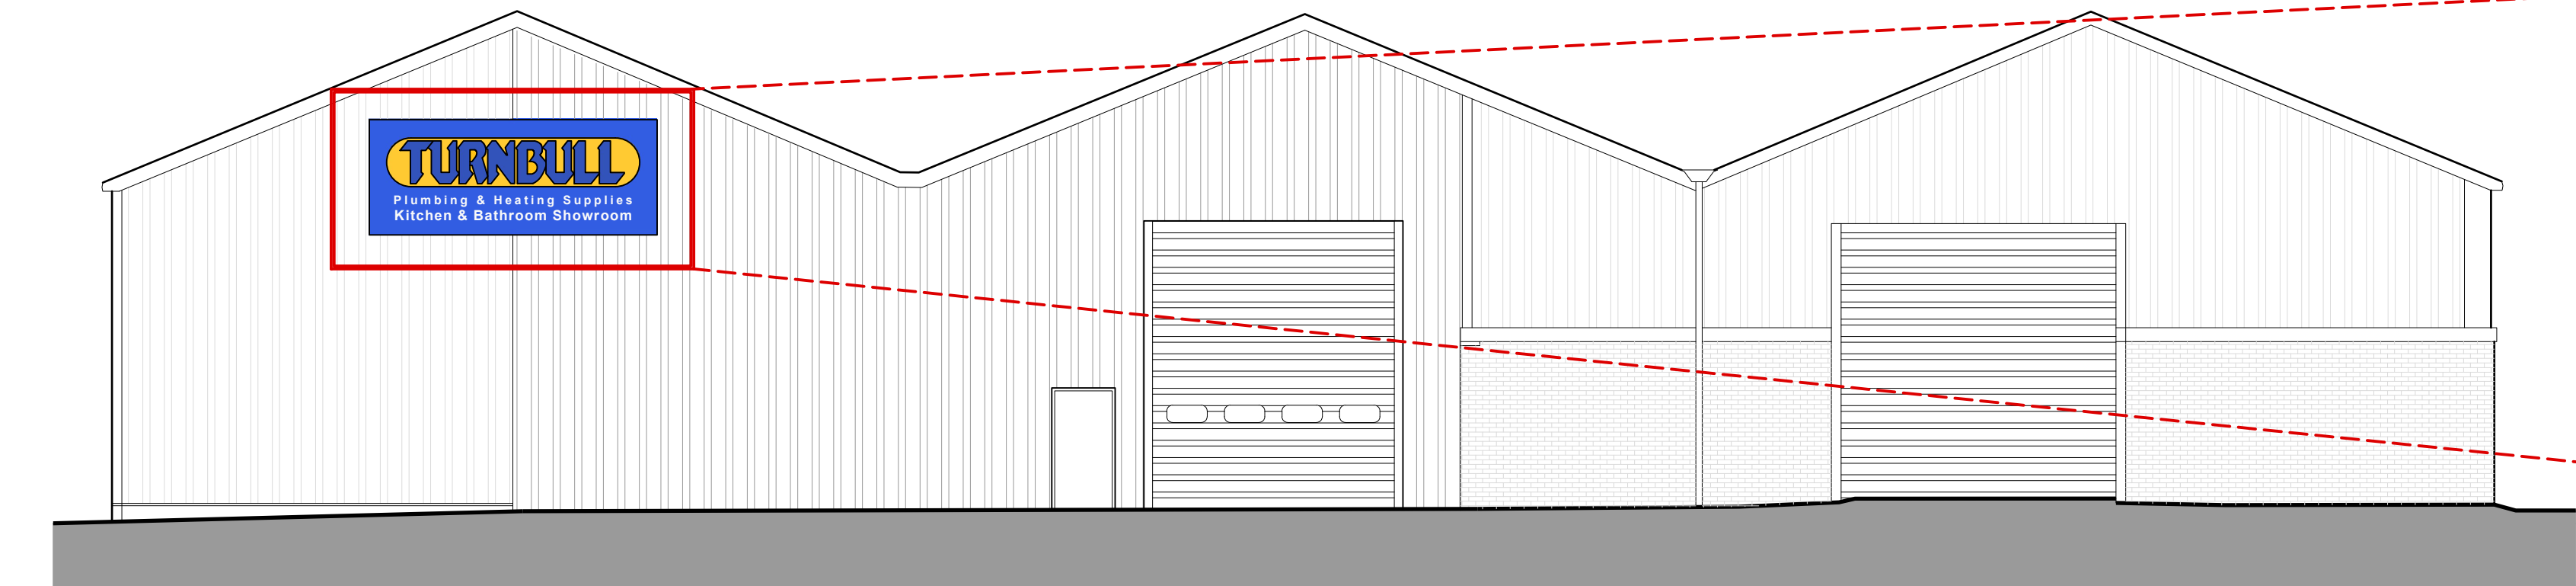 TURNBULL
Plumbing & Heating Supplies
Kitchen & Bathroom Showroom